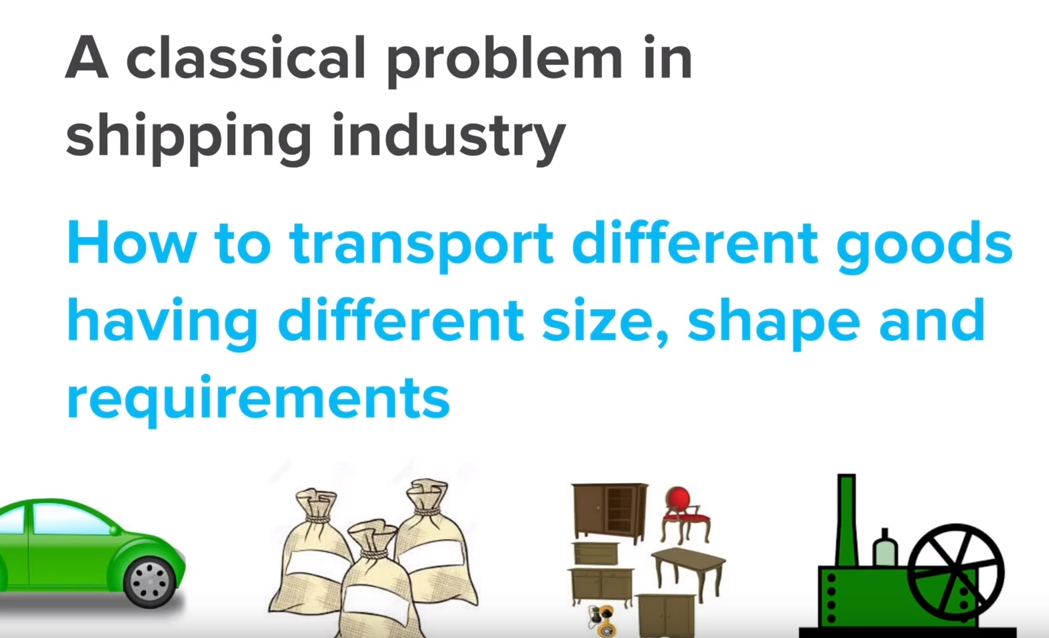 A classical problem in
shipping industry
How to transport different goods
having different size, shape and
requirements